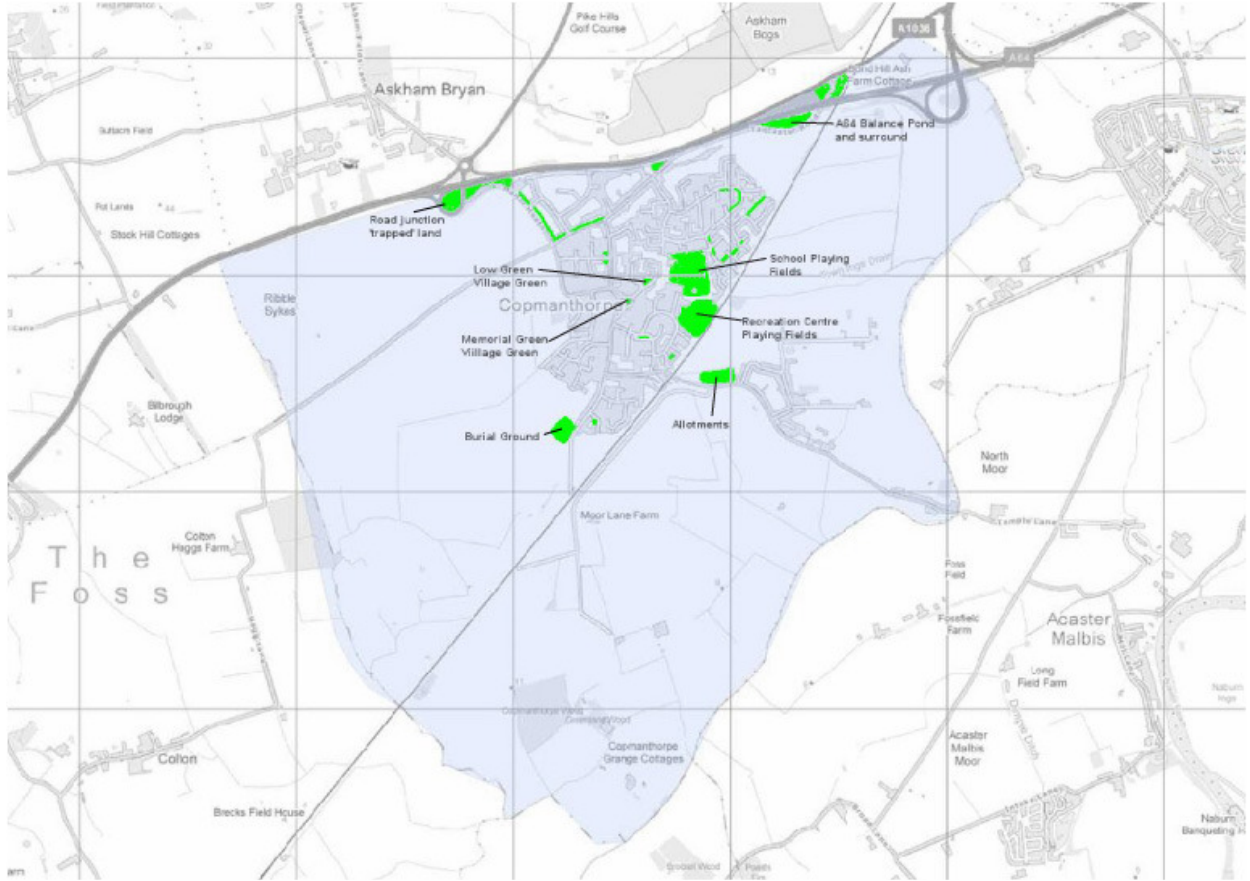 Pike Hills
Golf Course
Askham
Bogs
A1036
A64
Askham Bryan
Farm Cottage
A64 Balance Pond
and surround
Road Junction
'trapped' land
Stock Hill Cottages
Low Green
Village Green
School Playing
Fields
Ribble
Sykes
Copmanthorpe
Memorial Green
Village Green
Recreation Centre
Playing Fields
Bilbrough
Lodge
Burial Ground
Allotments
North
Moor
Moor Lane Farm
Colton
Haggs Farm
The
Foss
Foss
Field
Fossfield
Farm
Acaster
Malbis
Long
Field Farm
Copmanthorpe
Grange Cottages
Acaster
Malbis
Moor
Colton
Brecks Field House
Naburn
Banqueting